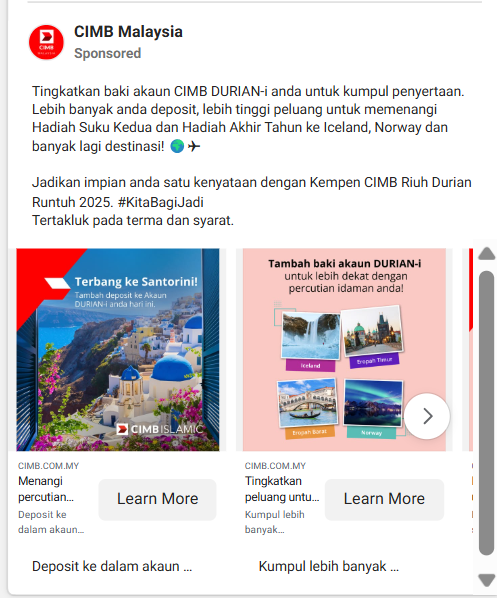 CIMB Malaysia
CIMB
Sponsored
Tingkatkan baki akaun CIMB DURIAN-i anda untuk kumpul penyertaan.
Lebih banyak anda deposit, lebih tinggi peluang untuk memenangi
Hadiah Suku Kedua dan Hadiah Akhir Tahun ke Iceland, Norway dan
banyak lagi destinasi! 🌍✈
Jadikan impian anda satu kenyataan dengan Kempen CIMB Riuh Durian
Runtuh 2025. #KitaBagiJadi
Tertakluk pada terma dan syarat.
Terbang ke Santorini!
Tambah deposit ke Akaun
DURIAN-i anda hari ini.
CIMB ISLAMIC
Tambah baki akaun DURIAN-i
untuk lebih dekat dengan
percutian idaman anda!
Iceland
Eropah Timur
Eropah Barat
Norway
CIMB.COM.MY
Menangi
percutian...
Deposit ke
dalam akaun...
Learn More
CIMB.COM.MY
Tingkatkan
peluang untu...
Kumpul lebih
banyak...
Learn More
Deposit ke dalam akaun ...
Kumpul lebih banyak ...